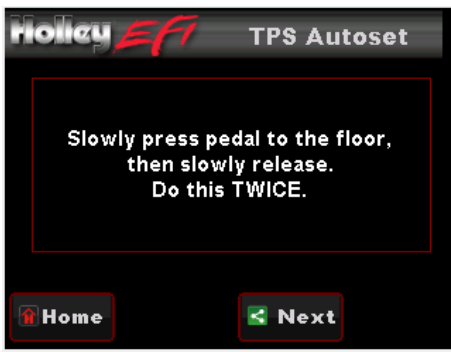 Holley EFI TPS Autoset
Slowly press pedal to the floor,
then slowly release.
Do this TWICE.
Home Next